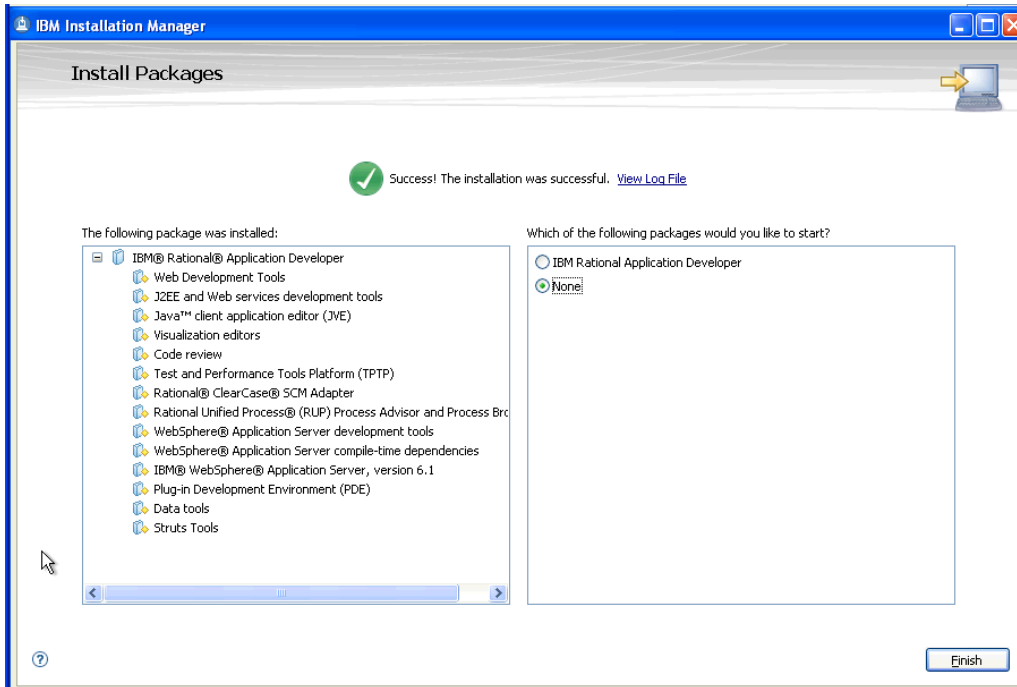 IBM Installation Manager
Install Packages
Success! The installation was successful. View Log File
The following package was installed:
IBM® Rational® Application Developer
Web Development Tools
J2EE and Web services development tools
Java™ client application editor (JVE)
Visualization editors
Code review
Test and Performance Tools Platform (TPTP)
Rational® ClearCase® SCM Adapter
Rational Unified Process® (RUP) Process Advisor and Process Bro
WebSphere® Application Server development tools
WebSphere® Application Server compile-time dependencies
IBM® WebSphere® Application Server, version 6.1
Plug-in Development Environment (PDE)
Data tools
Struts Tools
Which of the following packages would you like to start?
IBM Rational Application Developer
None
?
Finish